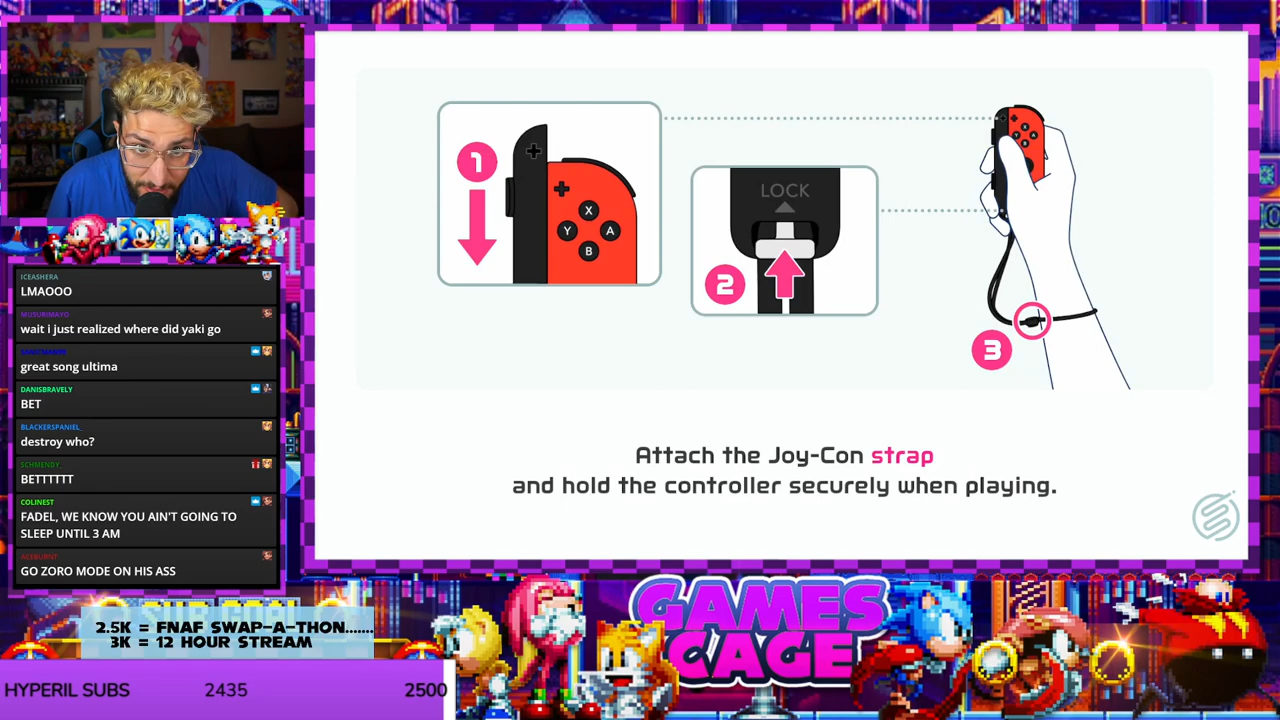 ICEASHERA
LMAOOO
MUSURIMAYO
wait i just realized where did yaki go
great song ultima
DANISBRAVELY
BET
BLACKERSPANIEL_
destroy who?
SCHMENDY_
BETTTTTT
COLINEST
FADEL, WE KNOW YOU AIN'T GOING TO
SLEEP UNTIL 3 AM
ACEBURNT_
GO ZORO MODE ON HIS ASS
1
X
Y
A
B
LOCK
2
3
Attach the Joy-Con strap
and hold the controller securely when playing.
2.5K = FNAF SWAP-A-THON.......
3K = 12 HOUR STREAM
HYPERIL SUBS 2435 2500
GAMES
CAGE